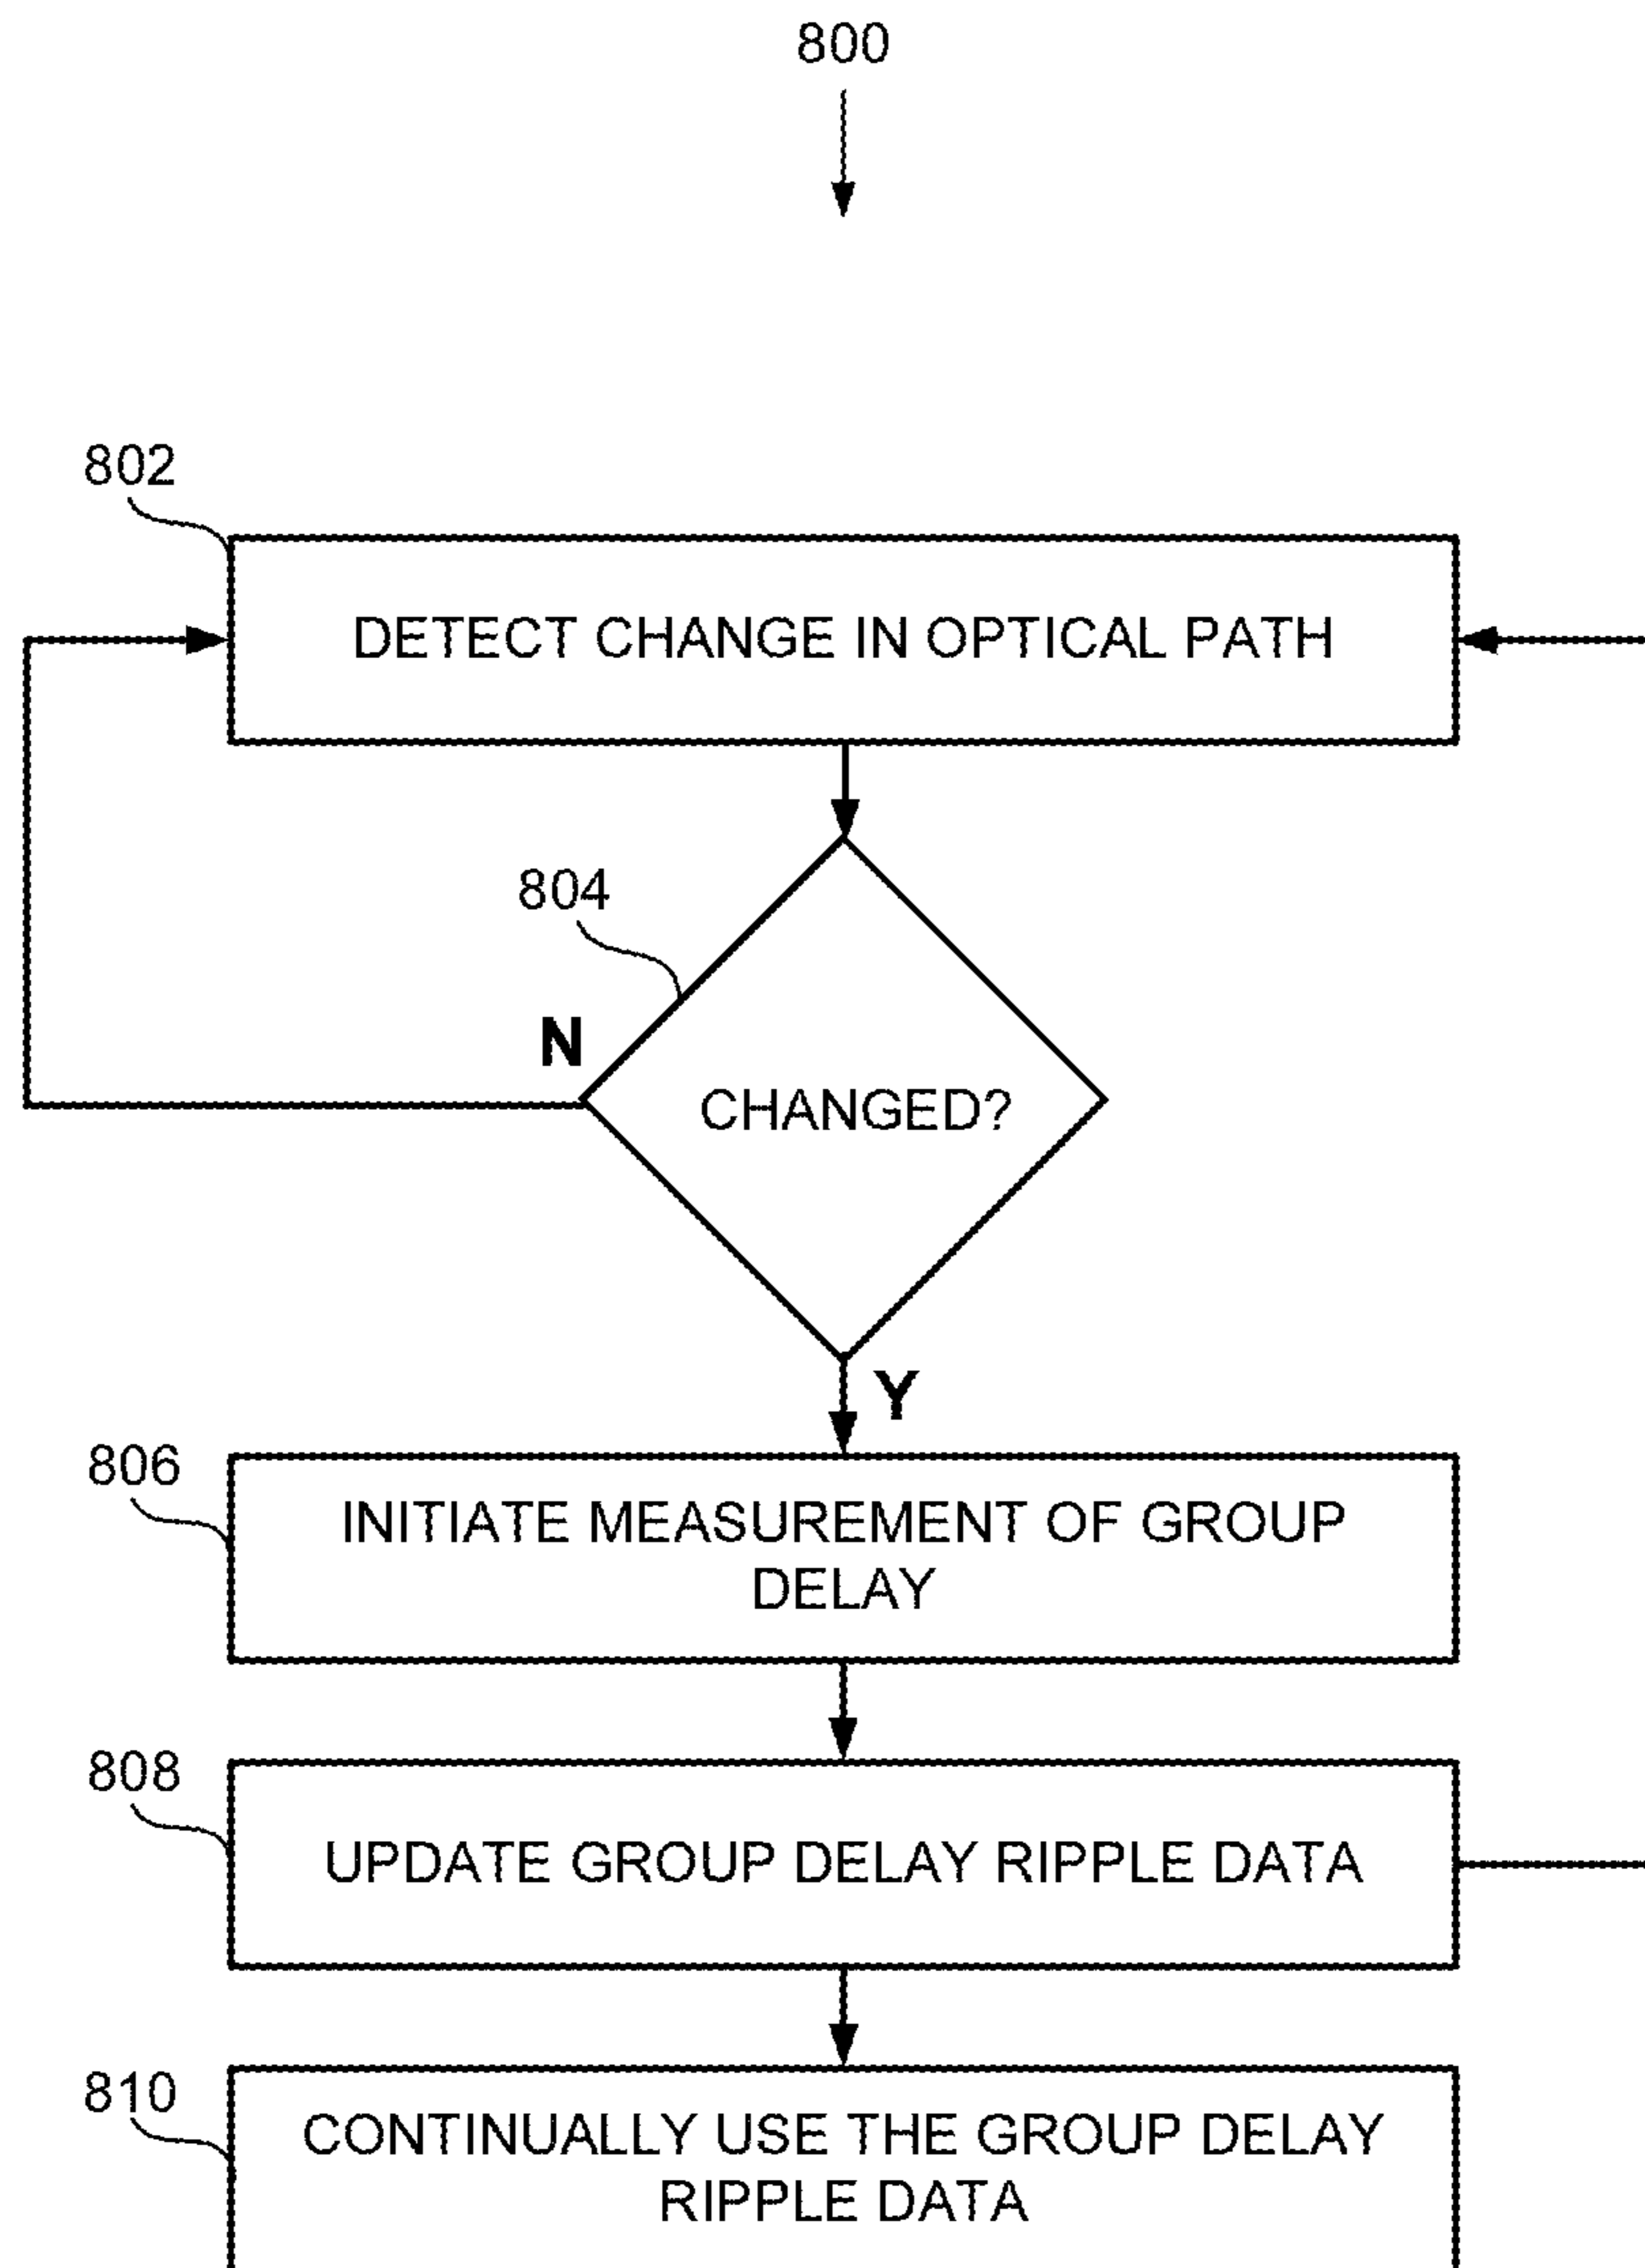 800
802
DETECT CHANGE IN OPTICAL PATH
804
N
CHANGED?
Y
806
INITIATE MEASUREMENT OF GROUP
DELAY
808
UPDATE GROUP DELAY RIPPLE DATA
810
CONTINUALLY USE THE GROUP DELAY
RIPPLE DATA